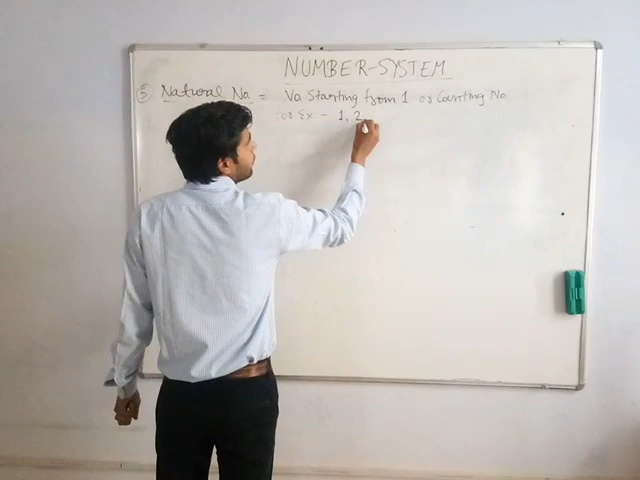 NUMBER-SYSTEM
⑤ Natural No. = No Starting from 1 or Counting No
For Ex - 1, 2